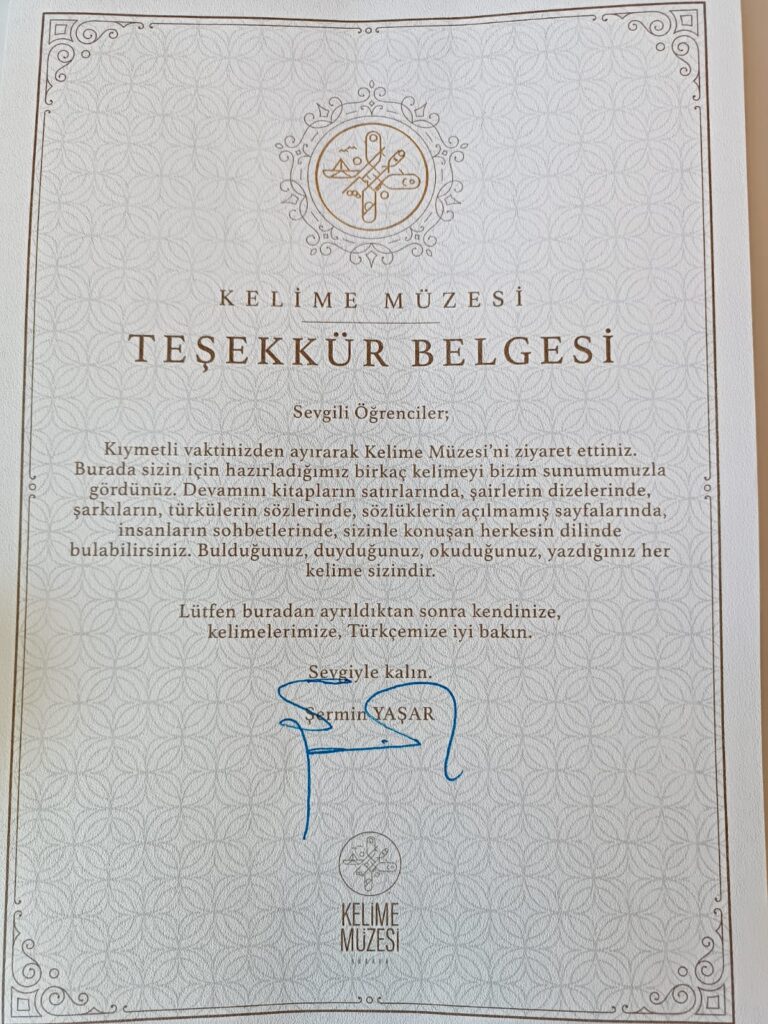 KELİME MÜZESİ
TEŞEKKÜR BELGESİ
Sevgili Öğrenciler;
Kıymetli vaktinizden ayırarak Kelime Müzesi'ni ziyaret ettiniz.
Burada sizin için hazırladığımız birkaç kelimeyi bizim sunumumuzla
gördünüz. Devamını kitapların satırlarında, şairlerin dizelerinde,
şarkıların, türkülerin sözlerinde, sözlüklerin açılmamış sayfalarında,
insanların sohbetlerinde, sizinle konuşan herkesin dilinde
bulabilirsiniz. Bulduğunuz, duyduğunuz, okuduğunuz, yazdığınız her
kelime sizindir.
Lütfen buradan ayrıldıktan sonra kendinize,
kelimelerimize, Türkçemize iyi bakın.
Sevgiyle kalın.
Şermin YAŞAR
KELİME
MÜZESİ
ANKARA